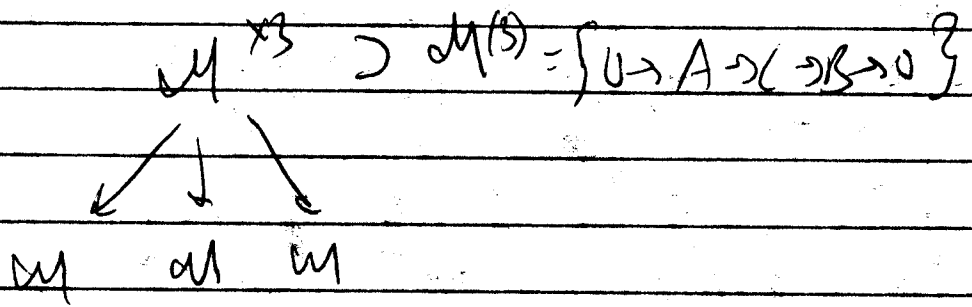 𝓜^{×3} ⊃ 𝓜^{(3)} = {0 → A → C → B → 0}
↙ ↓ ↘
𝓜 𝓜 𝓜